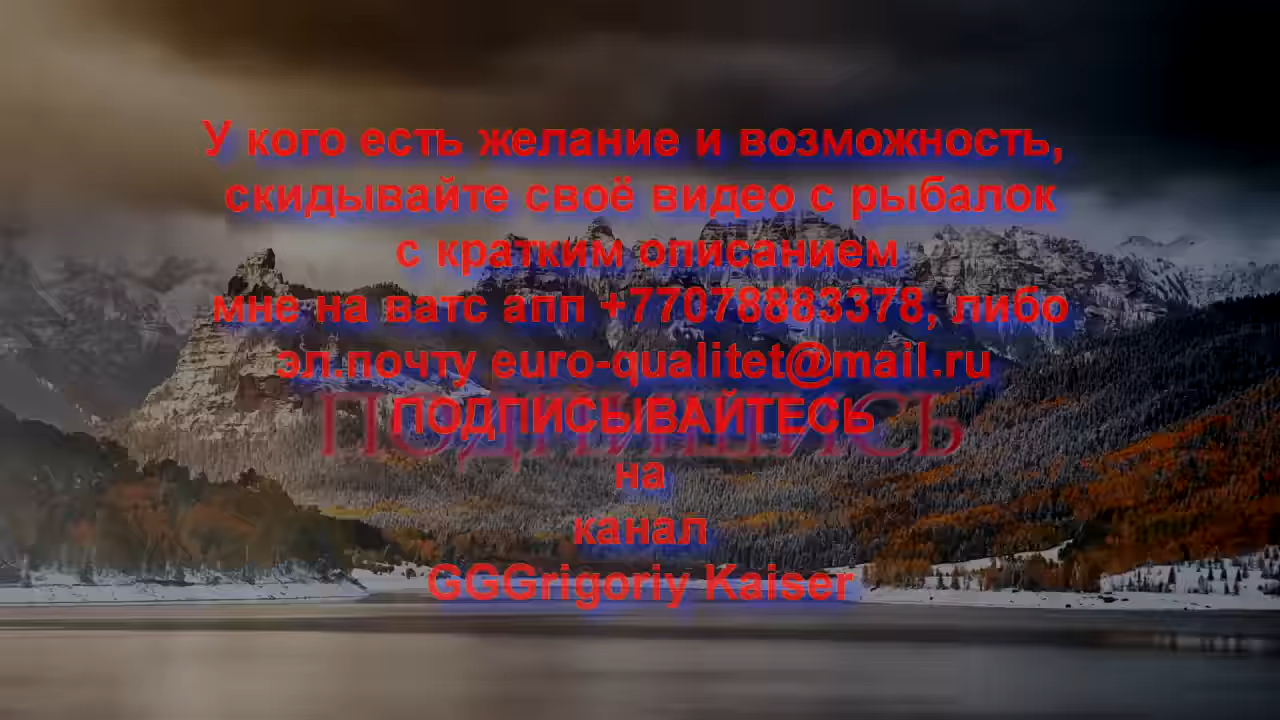 У кого есть желание и возможность,
скидывайте своё видео с рыбалок
с кратким описанием
мне на ватс апп +77078883378, либо
эл.почту euro-qualitet@mail.ru
ПОДПИСЫВАЙТЕСЬ
ПОДПИШИСЬ
на
канал
GGGrigoriy Kaiser